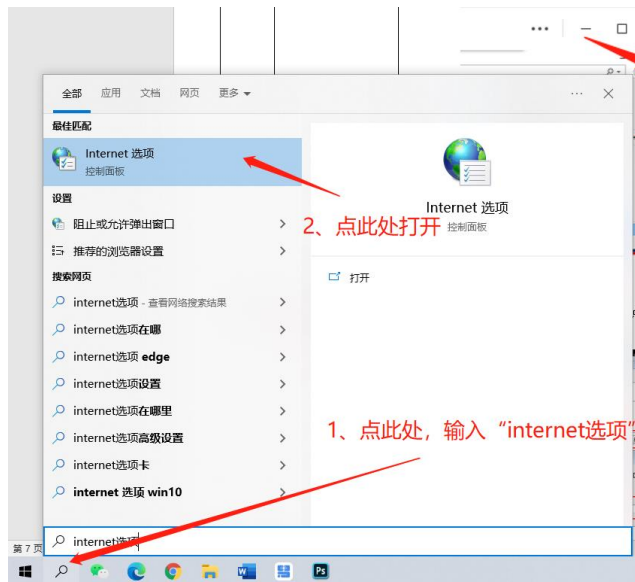 全部 应用 文档 网页 更多
最佳匹配
Internet 选项
控制面板
设置
阻止或允许弹出窗口
推荐的浏览器设置
搜索网页
internet选项 - 查看网络搜索结果
internet选项在哪
internet选项 edge
internet选项设置
internet选项在哪里
internet选项高级设置
internet选项卡
internet 选项 win10
Internet 选项
控制面板
2、点此处打开
打开
1、点此处，输入“internet选项”
internet选项
第 7 页
W
Ps